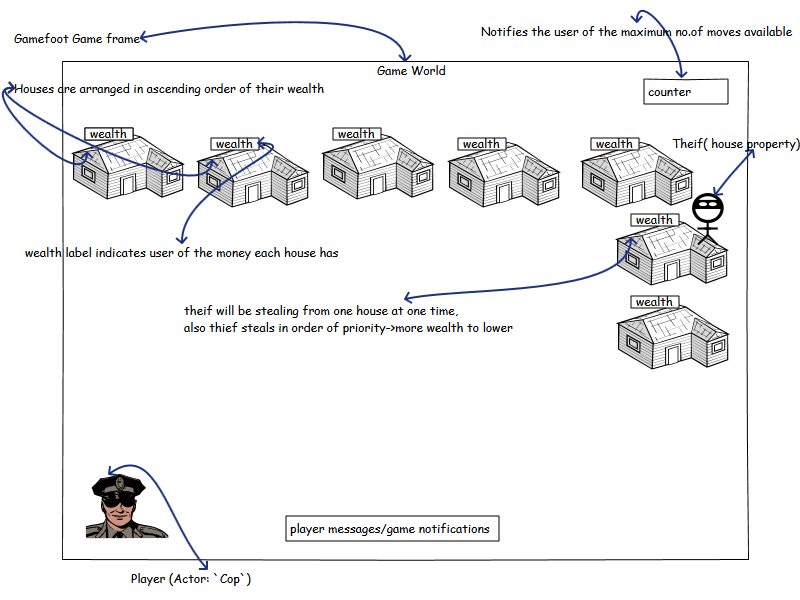 Notifies the user of the maximum no.of moves available
Gamefoot Game frame
Game World
Houses are arranged in ascending order of their wealth
counter
wealth
wealth
wealth
wealth
wealth
Theif( house property)
wealth
wealth label indicates user of the money each house has
wealth
theif will be stealing from one house at one time,
also thief steals in order of priority->more wealth to lower
player messages/game notifications
Player (Actor: `Cop`)